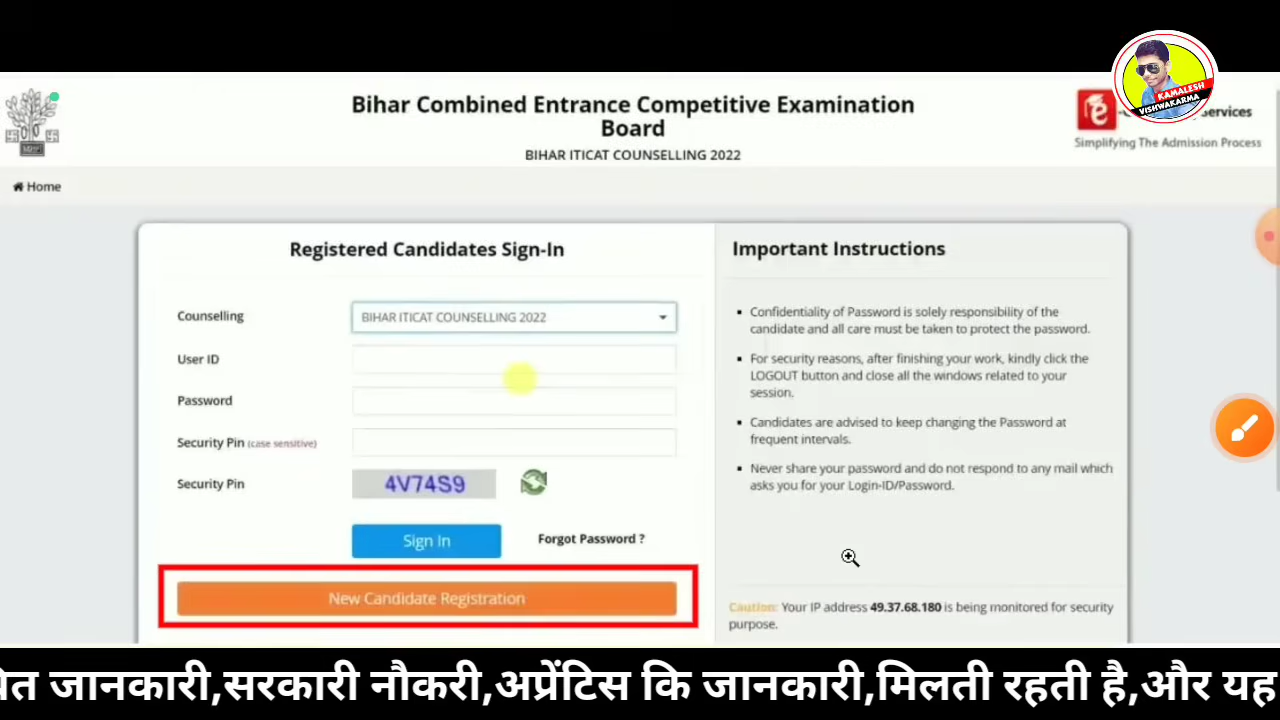 KAMALESH
VISHWAKARMA
Bihar Combined Entrance Competitive Examination
Board
BIHAR ITICAT COUNSELLING 2022
ervices
Simplifying The Admission Process
Home
Registered Candidates Sign-In
Counselling
BIHAR ITICAT COUNSELLING 2022
User ID
Password
Security Pin (case sensitive)
Security Pin
4V74S9
Sign In
Forgot Password ?
New Candidate Registration
Important Instructions
Confidentiality of Password is solely responsibility of the
candidate and all care must be taken to protect the password.
For security reasons, after finishing your work, kindly click the
LOGOUT button and close all the windows related to your
session.
Candidates are advised to keep changing the Password at
frequent intervals.
Never share your password and do not respond to any mail which
asks you for your Login-ID/Password.
Caution: Your IP address 49.37.68.180 is being monitored for security
purpose.
जानकारी,सरकारी नौकरी,अप्रेंटिस कि जानकारी,मिलती रहती है,और यह